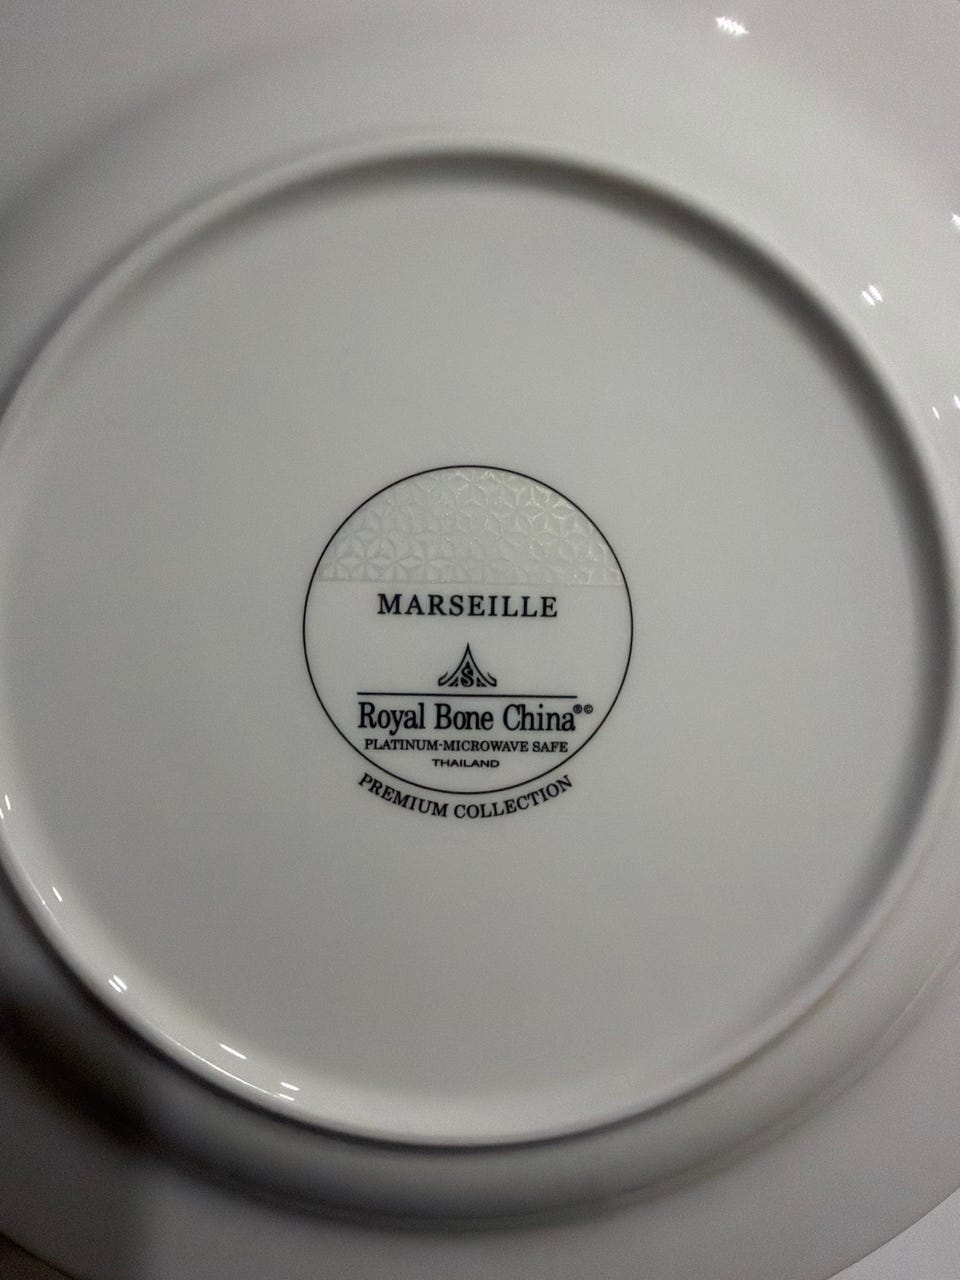 MARSEILLE
S
Royal Bone China®©
PLATINUM-MICROWAVE SAFE
THAILAND
PREMIUM COLLECTION